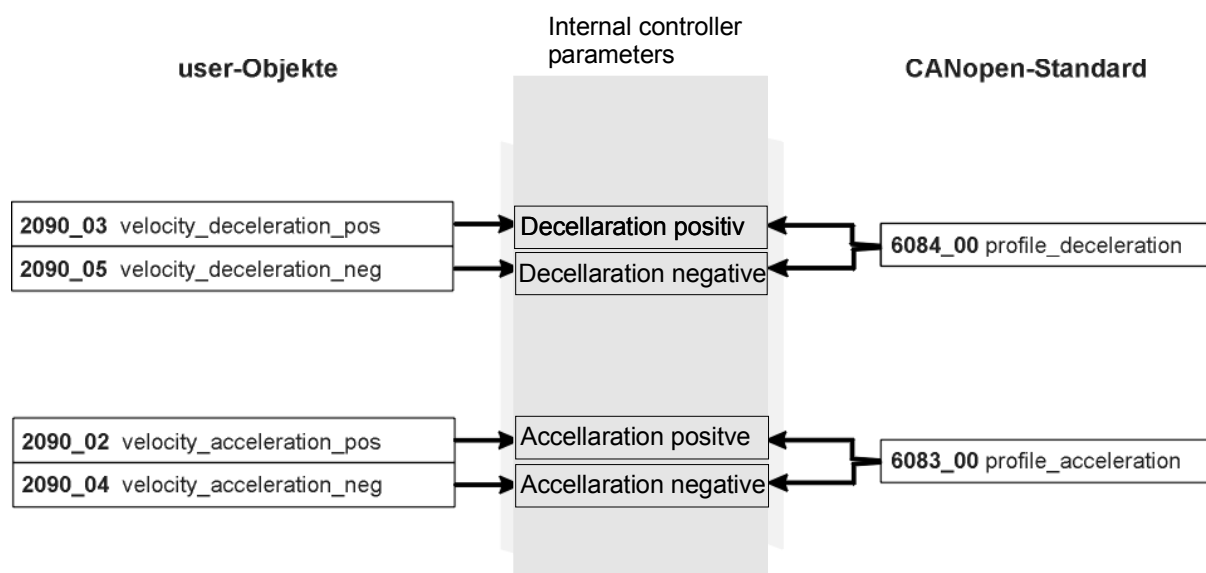 Internal controller
parameters
user-Objekte
CANopen-Standard
2090_03 velocity_deceleration_pos
Decellaration positiv
2090_05 velocity_deceleration_neg
Decellaration negative
6084_00 profile_deceleration
2090_02 velocity_acceleration_pos
Accellaration positve
2090_04 velocity_acceleration_neg
Accellaration negative
6083_00 profile_acceleration